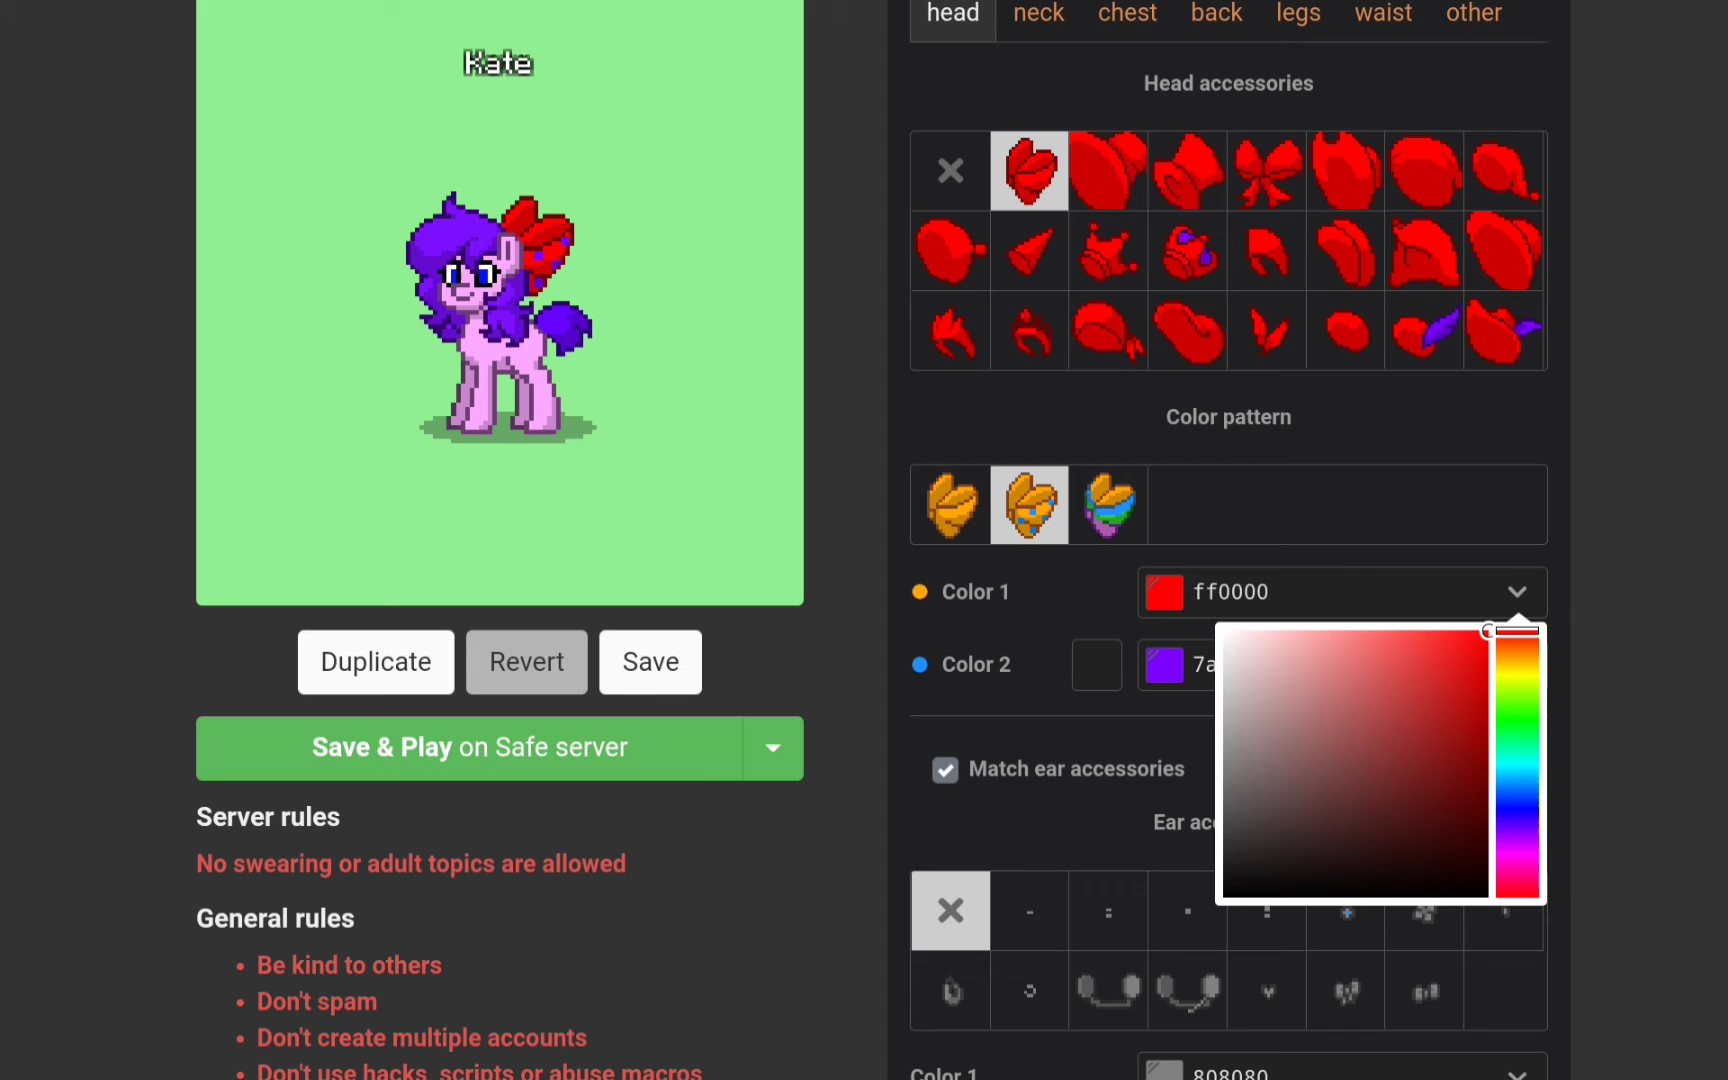 head neck chest back legs waist other
Kate
Head accessories
Color pattern
Color 1 ff0000
Color 2 7a
Duplicate Revert Save
Save & Play on Safe server
Match ear accessories
Ear acc
Server rules
No swearing or adult topics are allowed
General rules
• Be kind to others
• Don't spam
• Don't create multiple accounts
• Don't use hacks, scripts or abuse macros
Color 1 808080